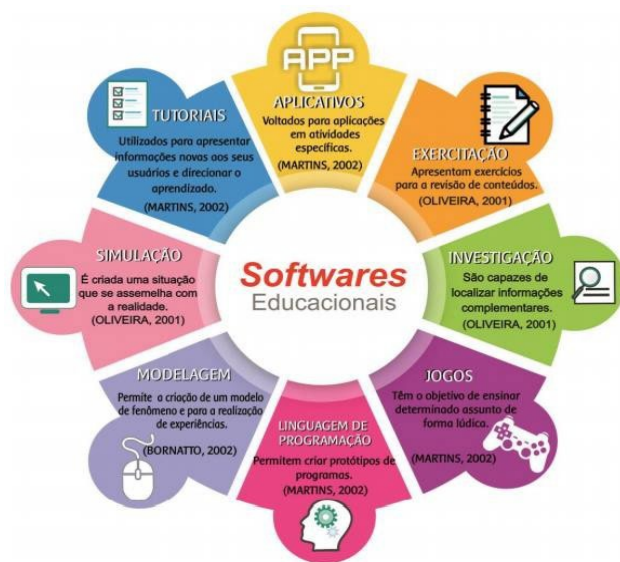 APP
APLICATIVOS
Voltados para aplicações
em atividades
específicas.
(MARTINS, 2002)
EXERCITAÇÃO
Apresentam exercícios
para a revisão de conteúdos.
(OLIVEIRA, 2001)
INVESTIGAÇÃO
São capazes de
localizar informações
complementares.
(OLIVEIRA, 2001)
JOGOS
Têm o objetivo de ensinar
determinado assunto de
forma lúdica.
(MARTINS, 2002)
LINGUAGEM DE
PROGRAMAÇÃO
Permitem criar protótipos de
programas.
(MARTINS, 2002)
MODELAGEM
Permite a criação de um modelo
de fenômeno e para a realização
de experiências.
(BORNATTO, 2002)
SIMULAÇÃO
É criada uma situação
que se assemelha com
a realidade.
(OLIVEIRA, 2001)
TUTORIAIS
Utilizados para apresentar
informações novas aos seus
usuários e direcionar o
aprendizado.
(MARTINS, 2002)
Softwares
Educacionais